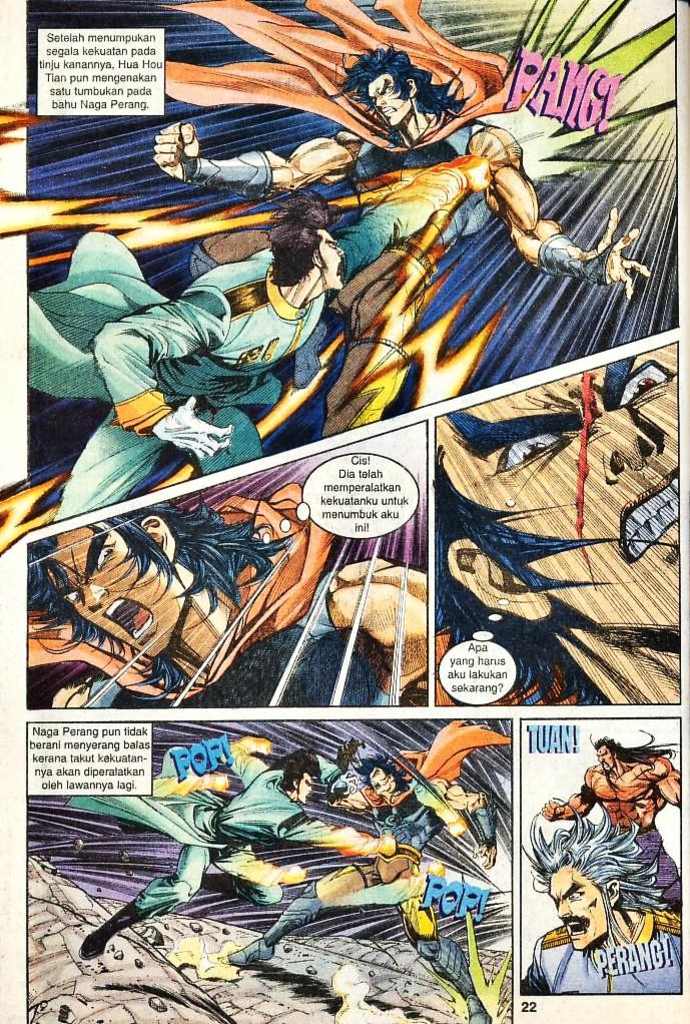 Setelah menumpukan
segala kekuatan pada
tinju kanannya, Hua Hou
Tian pun mengenakan
satu tumbukan pada
bahu Naga Perang.
PANG!
Cis!
Dia telah
memperalatkan
kekuatanku untuk
menumbuk aku
ini!
Apa
yang harus
aku lakukan
sekarang?
Naga Perang pun tidak
berani menyerang balas
kerana takut kekuatan-
nya akan diperalatkan
oleh lawannya lagi.
POP!
POP!
TUAN!
PERANG!
22